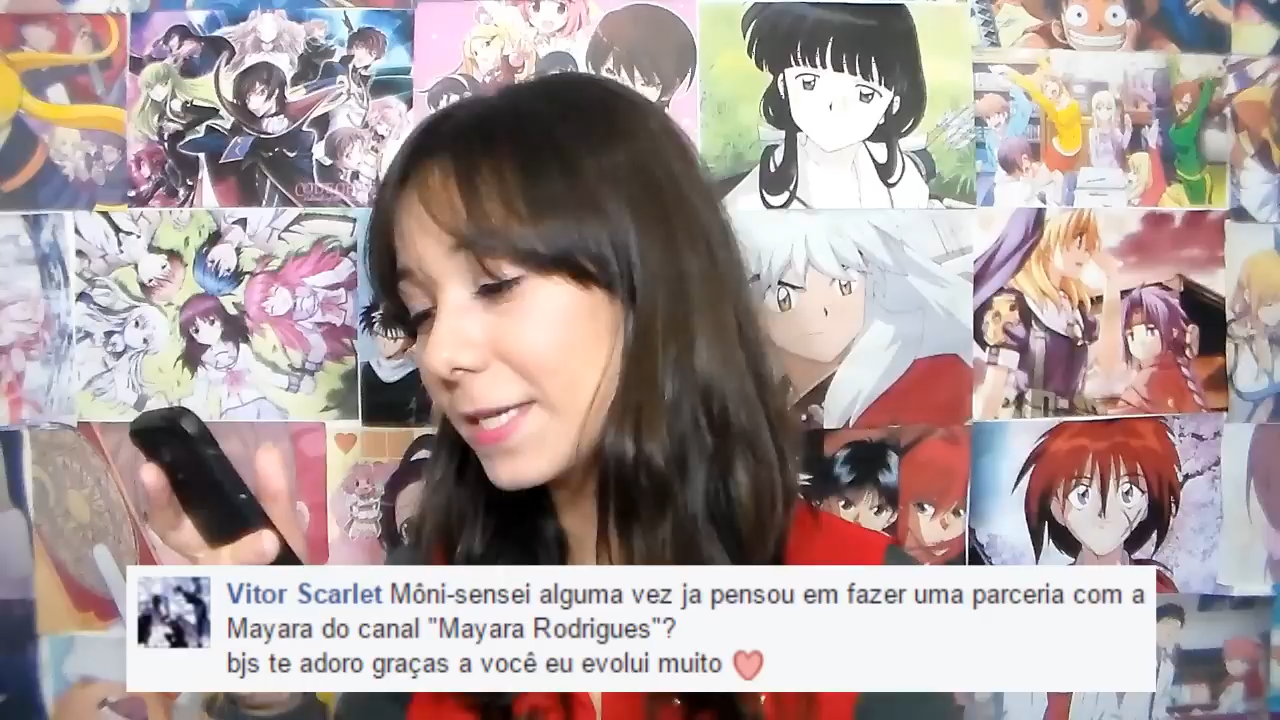 Vitor Scarlet Môni-sensei alguma vez ja pensou em fazer uma parceria com a
Mayara do canal "Mayara Rodrigues"?
bjs te adoro graças a você eu evolui muito